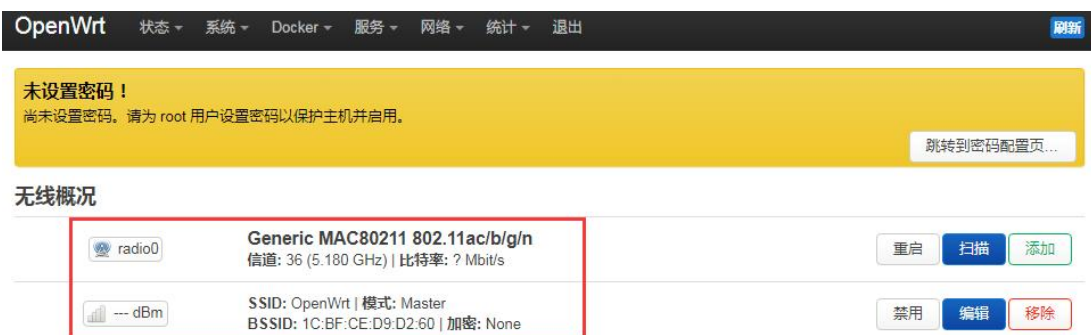 OpenWrt 状态 系统 Docker 服务 网络 统计 退出 刷新
未设置密码！
尚未设置密码。请为 root 用户设置密码以保护主机并启用。
跳转到密码配置页...
无线概况
radio0 Generic MAC80211 802.11ac/b/g/n 重启 扫描 添加
信道: 36 (5.180 GHz) | 比特率: ? Mbit/s
--- dBm SSID: OpenWrt | 模式: Master 禁用 编辑 移除
BSSID: 1C:BF:CE:D9:D2:60 | 加密: None